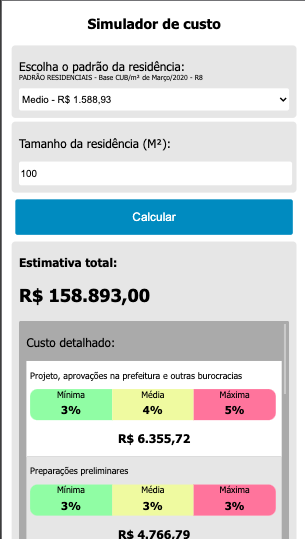 Simulador de custo
Escolha o padrão da residência:
PADRÃO RESIDENCIAIS - Base CUB/m² de Março/2020 - R8
Medio - R$ 1.588,93
Tamanho da residência (M²):
100
Calcular
Estimativa total:
R$ 158.893,00
Custo detalhado:
Projeto, aprovações na prefeitura e outras burocracias
Mínima Média Máxima
3% 4% 5%
R$ 6.355,72
Preparações preliminares
Mínima Média Máxima
3% 3% 3%
R$ 4.766,79